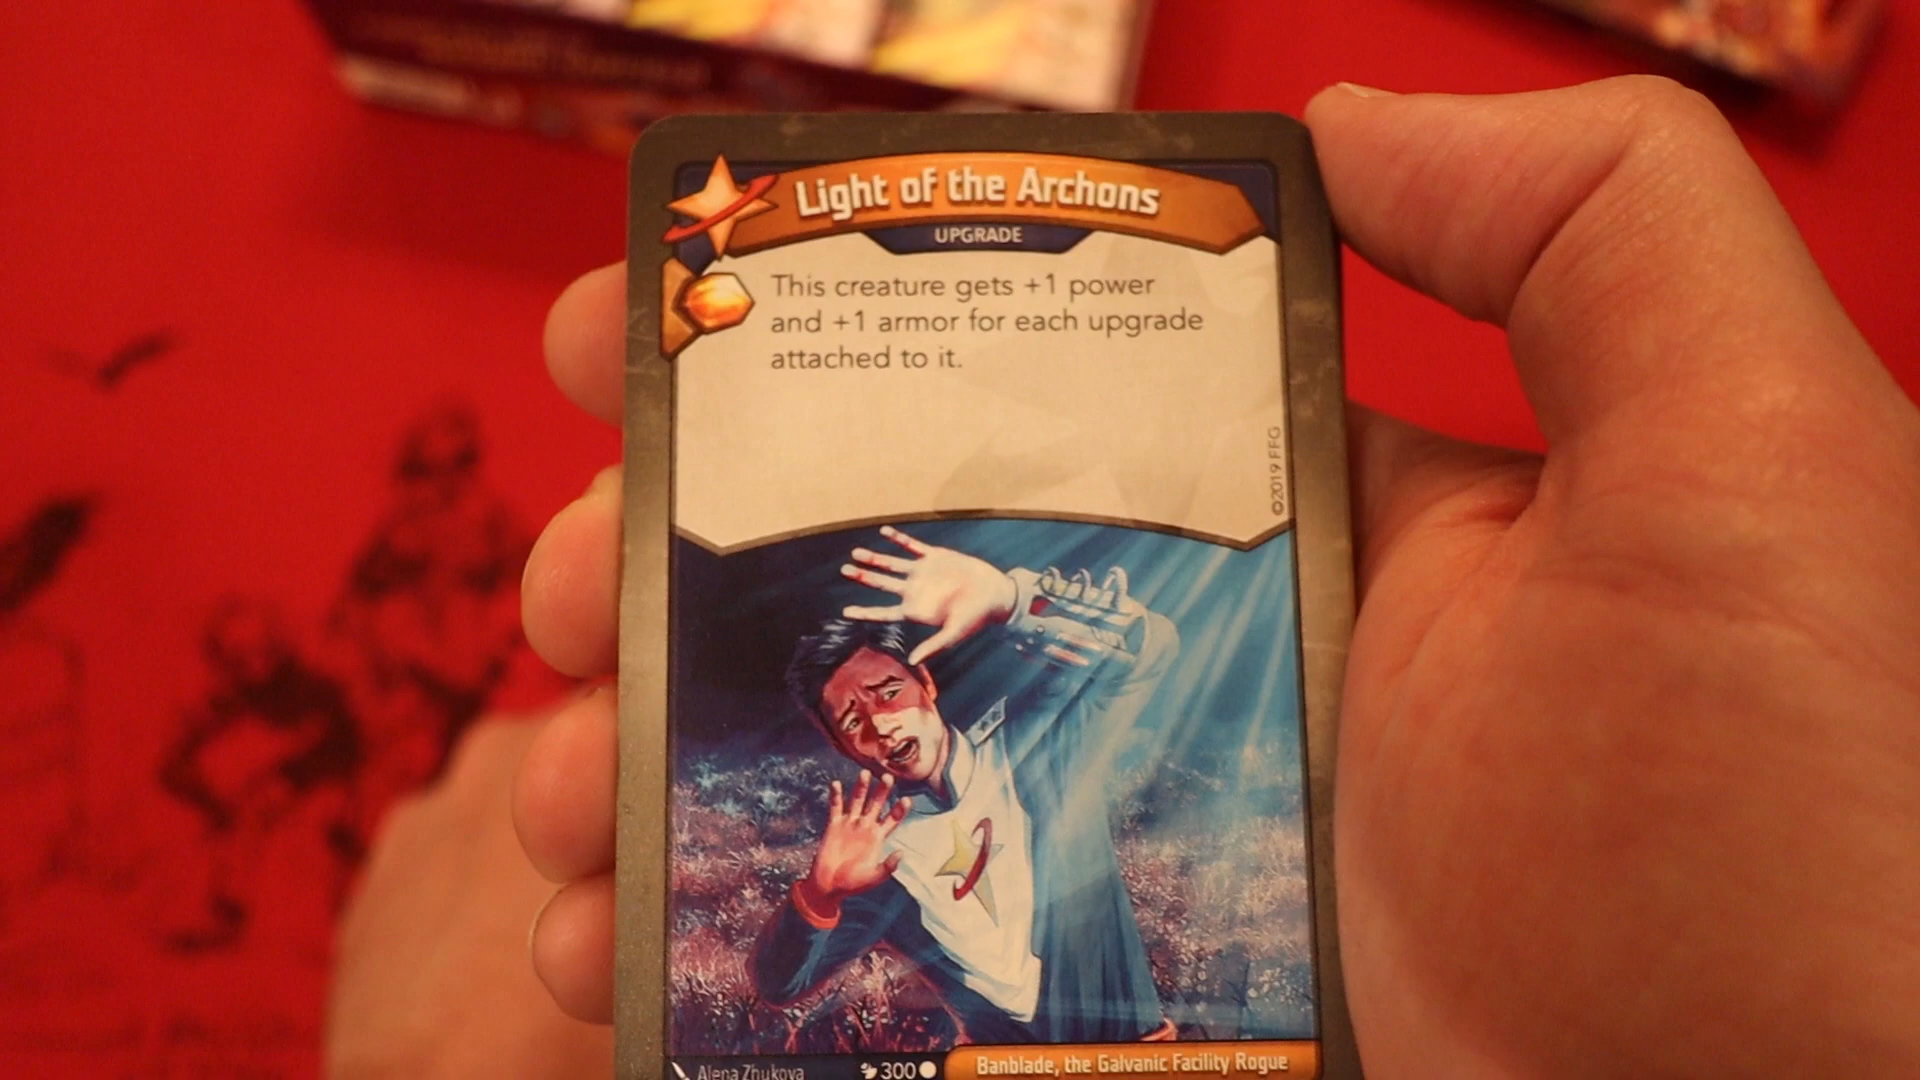 Light of the Archons
UPGRADE
This creature gets +1 power
and +1 armor for each upgrade
attached to it.
©2019 FFG
Alena Zhukova
300
Banblade, the Galvanic Facility Rogue